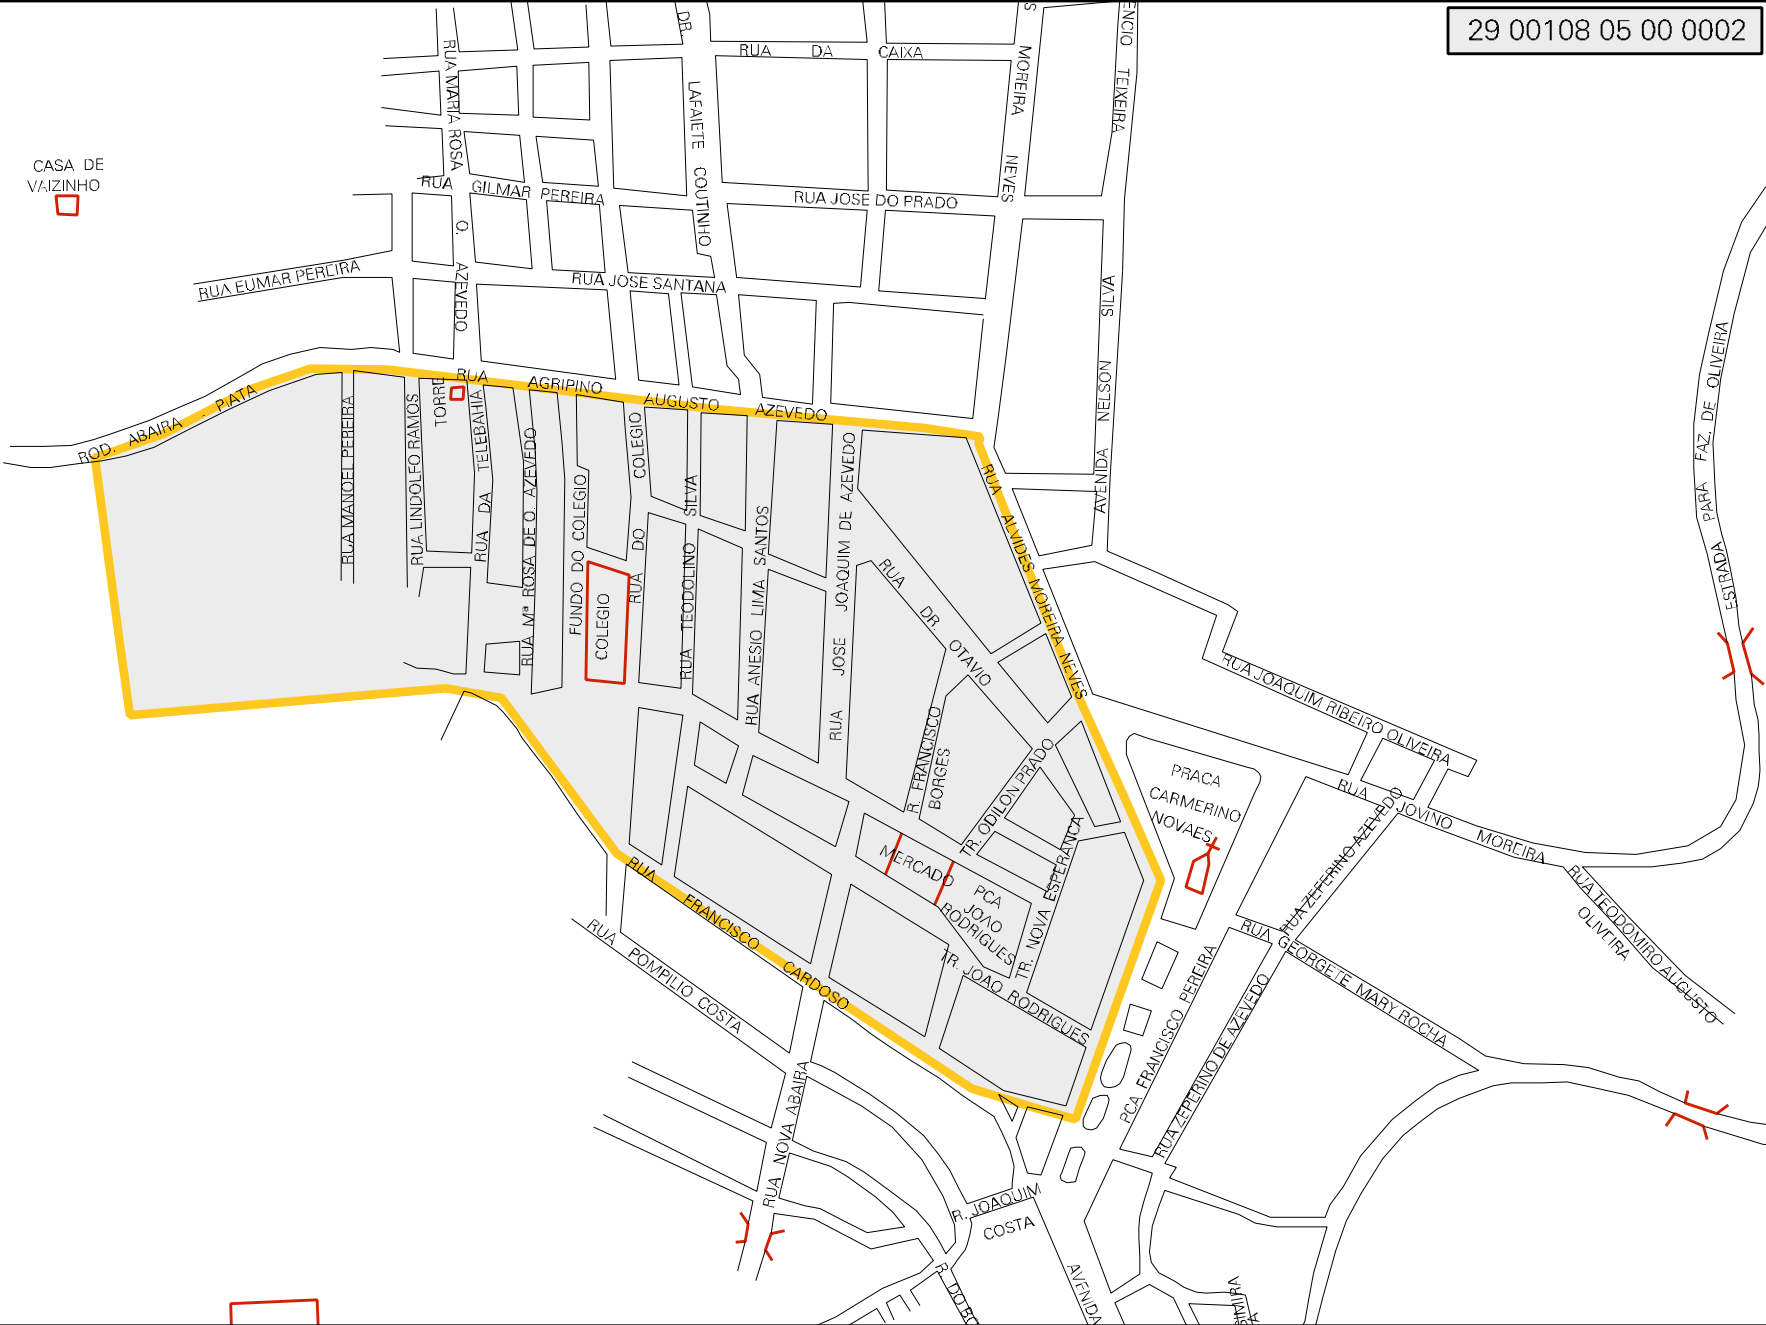 29 00108 05 00 0002
RUA DA CAIXA
DR. LAFAIETE COUTINHO
RUA MARIA ROSA O. AZEVEDO
MOREIRA NEVES
ENCIO TEIXEIRA
CASA DE
VAIZINHO
RUA GILMAR PEREIRA
RUA JOSE DO PRADO
RUA EUMAR PEREIRA
RUA JOSE SANTANA
AVENIDA NELSON SILVA
ESTRADA PARA FAZ. DE OLIVEIRA
ROD. ABAIRA - PIATA
RUA AGRIPINO AUGUSTO AZEVEDO
TORRE
RUA MANOEL PEREIRA
RUA LINDOLFO RAMOS
RUA DA TELEBAHIA
RUA Mª ROSA DE O. AZEVEDO
FUNDO DO COLEGIO
COLEGIO
RUA DO COLEGIO
RUA TEODOLINO SILVA
RUA ANESIO LIMA SANTOS
RUA JOSE JOAQUIM DE AZEVEDO
RUA DR. OTAVIO
RUA ALVIDES MOREIRA NEVES
R. FRANCISCO
BORGES
TR. ODILON PRADO
TR. NOVA ESPERANCA
RUA JOAQUIM RIBEIRO OLIVEIRA
PRACA
CARMERINO
NOVAES
RUA JOVINO MOREIRA
RUA ZEFERINO AZEVEDO
MERCADO
PCA
JOAO
RODRIGUES
TR. JOAO RODRIGUES
RUA FRANCISCO CARDOSO
RUA POMPILIO COSTA
RUA TEODOMIRO AUGUSTO
OLIVEIRA
RUA GEORGETE MARY ROCHA
PCA FRANCISCO PEREIRA
RUA ZEPERINO DE AZEVEDO
RUA NOVA ABAIRA
R. JOAQUIM
COSTA
AVENIDA
R. DO BO